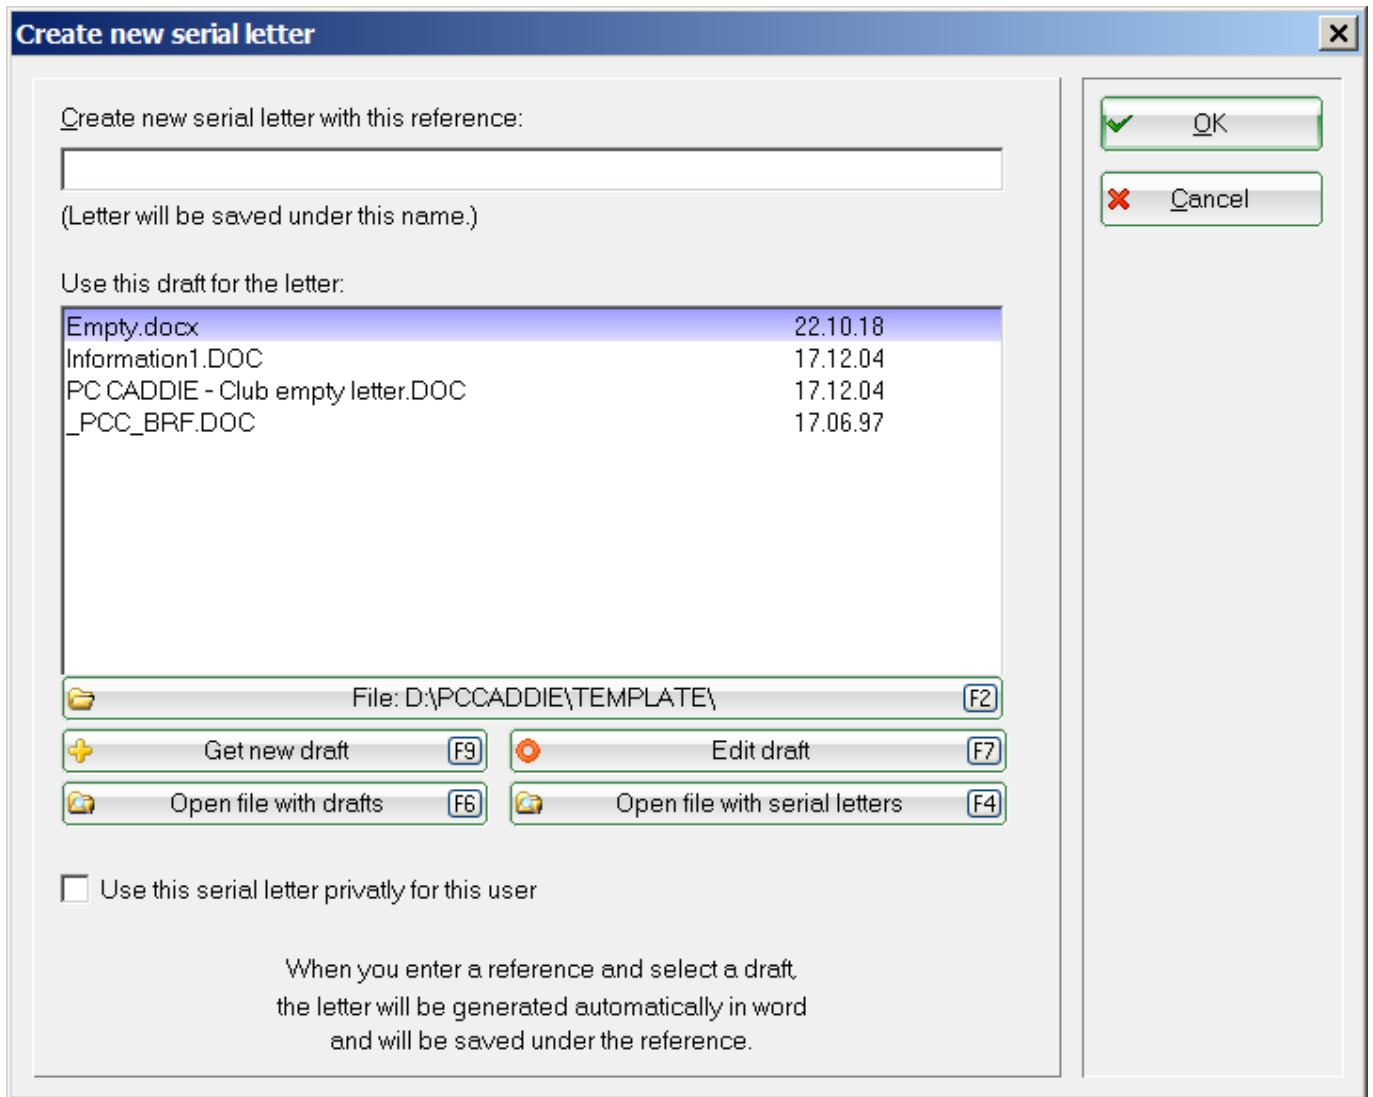 Create new serial letter
Create new serial letter with this reference:
OK
Cancel
(Letter will be saved under this name.)
Use this draft for the letter:
Empty.docx 22.10.18
Information1.DOC 17.12.04
PC CADDIE - Club empty letter.DOC 17.12.04
_PCC_BRF.DOC 17.06.97
File: D:\PCCADDIE\TEMPLATE\ F2
Get new draft F9 Edit draft F7
Open file with drafts F6 Open file with serial letters F4
Use this serial letter privatly for this user
When you enter a reference and select a draft,
the letter will be generated automatically in word
and will be saved under the reference.